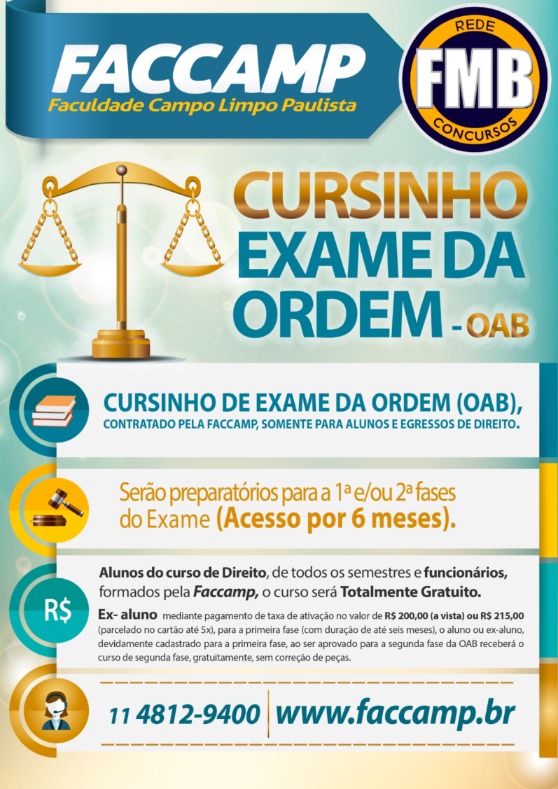 FACCAMP
Faculdade Campo Limpo Paulista
REDE
FMB
CONCURSOS
CURSINHO
EXAME DA
ORDEM - OAB
CURSINHO DE EXAME DA ORDEM (OAB),
CONTRATADO PELA FACCAMP, SOMENTE PARA ALUNOS E EGRESSOS DE DIREITO.
Serão preparatórios para a 1ª e/ou 2ª fases
do Exame (Acesso por 6 meses).
R$
Alunos do curso de Direito, de todos os semestres e funcionários,
formados pela Faccamp, o curso será Totalmente Gratuito.
Ex- aluno mediante pagamento de taxa de ativação no valor de R$ 200,00 (a vista) ou R$ 215,00
(parcelado no cartão até 5x), para a primeira fase (com duração de até seis meses), o aluno ou ex-aluno,
devidamente cadastrado para a primeira fase, ao ser aprovado para a segunda fase da OAB receberá o
curso de segunda fase, gratuitamente, sem correção de peças.
11 4812-9400 | www.faccamp.br